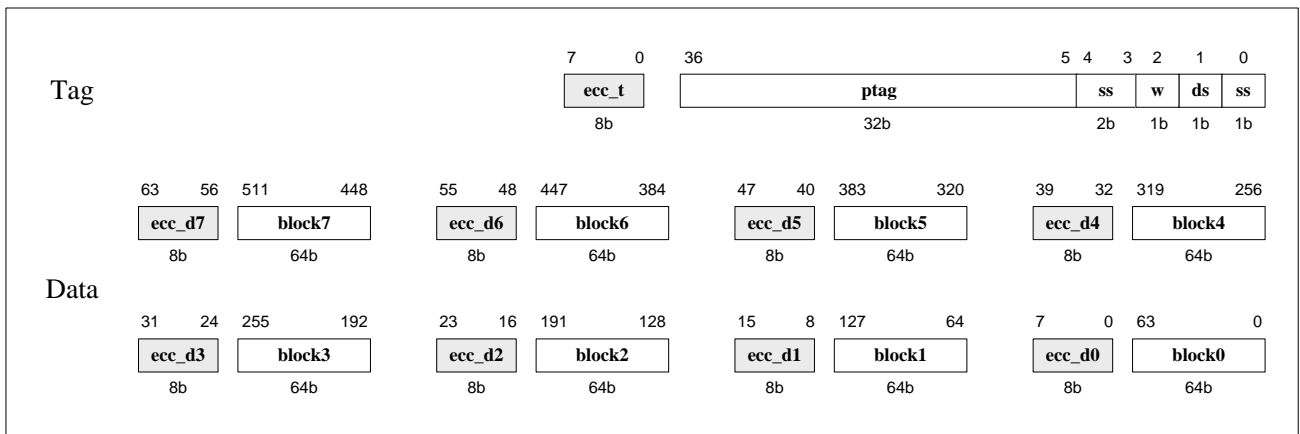 7 0 36 5 4 3 2 1 0
Tag ecc_t ptag ss w ds ss
8b 32b 2b 1b 1b 1b
63 56 511 448 55 48 447 384 47 40 383 320 39 32 319 256
ecc_d7 block7 ecc_d6 block6 ecc_d5 block5 ecc_d4 block4
8b 64b 8b 64b 8b 64b 8b 64b
Data
31 24 255 192 23 16 191 128 15 8 127 64 7 0 63 0
ecc_d3 block3 ecc_d2 block2 ecc_d1 block1 ecc_d0 block0
8b 64b 8b 64b 8b 64b 8b 64b